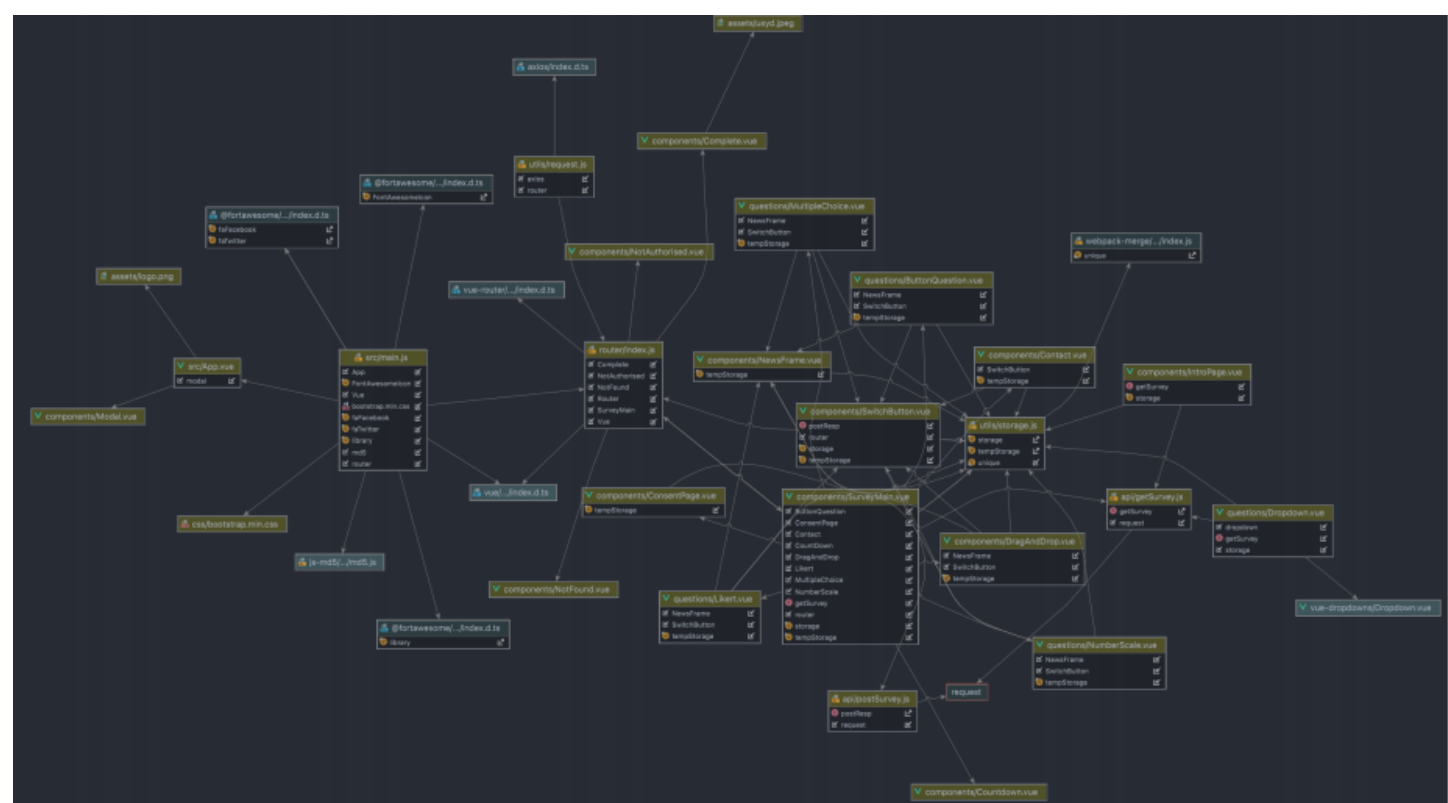 assets/usyd.jpeg
axios/index.d.ts
components/Complete.vue
utils/request.js
axios
router
@fortawesome/.../index.d.ts
FontAwesomeIcon
@fortawesome/.../index.d.ts
faFacebook
faTwitter
questions/MultipleChoice.vue
NewsFrame
SwitchButton
tempStorage
webpack-merge/.../index.js
unique
components/NotAuthorised.vue
assets/logo.png
vue-router/.../index.d.ts
questions/ButtonQuestion.vue
NewsFrame
SwitchButton
tempStorage
src/App.vue
modal
src/main.js
App
FontAwesomeIcon
Vue
bootstrap.min.css
faFacebook
faTwitter
library
md5
router
router/index.js
Complete
NotAuthorised
NotFound
Router
SurveyMain
Vue
components/NewsFrame.vue
tempStorage
components/Contact.vue
SwitchButton
tempStorage
components/IntroPage.vue
getSurvey
storage
components/Modal.vue
components/SwitchButton.vue
postResp
router
storage
tempStorage
utils/storage.js
storage
tempStorage
unique
vue/.../index.d.ts
components/ConsentPage.vue
tempStorage
components/SurveyMain.vue
ButtonQuestion
ConsentPage
Contact
CountDown
DragAndDrop
Likert
MultipleChoice
NumberScale
getSurvey
router
storage
tempStorage
api/getSurvey.js
getSurvey
request
questions/Dropdown.vue
dropdown
getSurvey
storage
css/bootstrap.min.css
components/DragAndDrop.vue
NewsFrame
SwitchButton
tempStorage
js-md5/.../md5.js
components/NotFound.vue
questions/Likert.vue
NewsFrame
SwitchButton
tempStorage
vue-dropdowns/Dropdown.vue
@fortawesome/.../index.d.ts
library
questions/NumberScale.vue
NewsFrame
SwitchButton
tempStorage
request
api/postSurvey.js
postResp
request
components/Countdown.vue